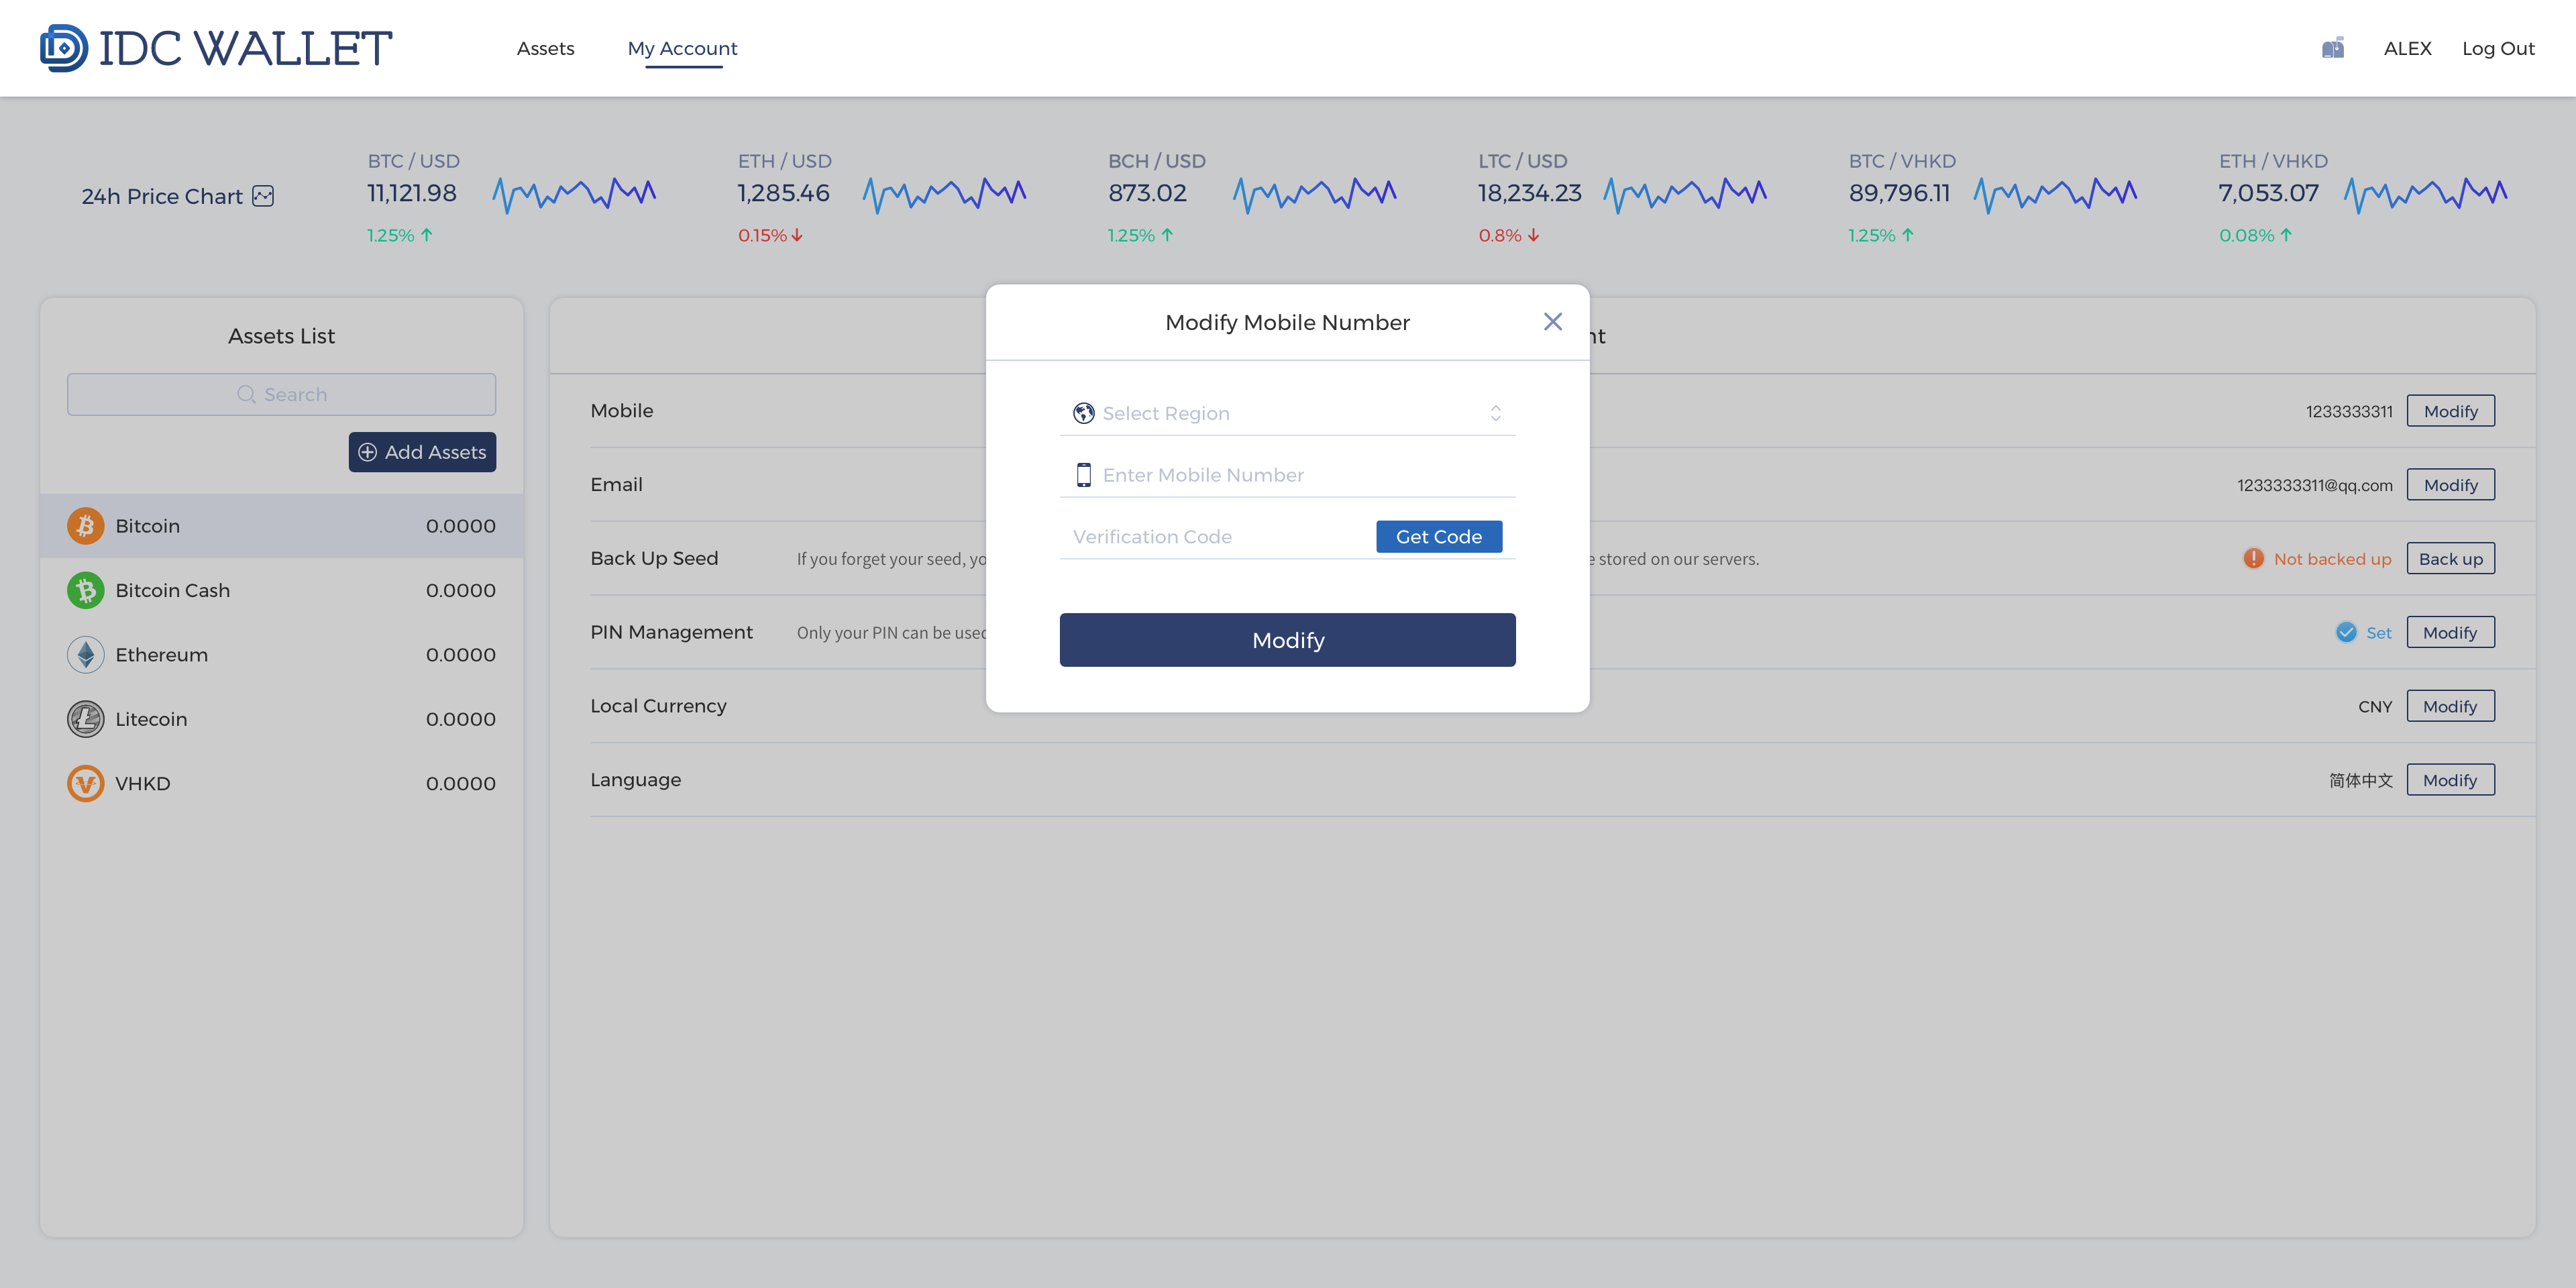 IDC WALLET
Assets
My Account
ALEX
Log Out
24h Price Chart
BTC / USD
11,121.98
1.25%
ETH / USD
1,285.46
0.15%
BCH / USD
873.02
1.25%
LTC / USD
18,234.23
0.8%
BTC / VHKD
89,796.11
1.25%
ETH / VHKD
7,053.07
0.08%
Assets List
Search
Add Assets
Bitcoin 0.0000
Bitcoin Cash 0.0000
Ethereum 0.0000
Litecoin 0.0000
VHKD 0.0000
Mobile 1233333311 Modify
Email 1233333311@qq.com Modify
Back Up Seed If you forget your seed, stored on our servers. Not backed up Back up
PIN Management Only your PIN can be Set Modify
Local Currency CNY Modify
Language 简体中文 Modify
Modify Mobile Number
Select Region
Enter Mobile Number
Verification Code Get Code
Modify